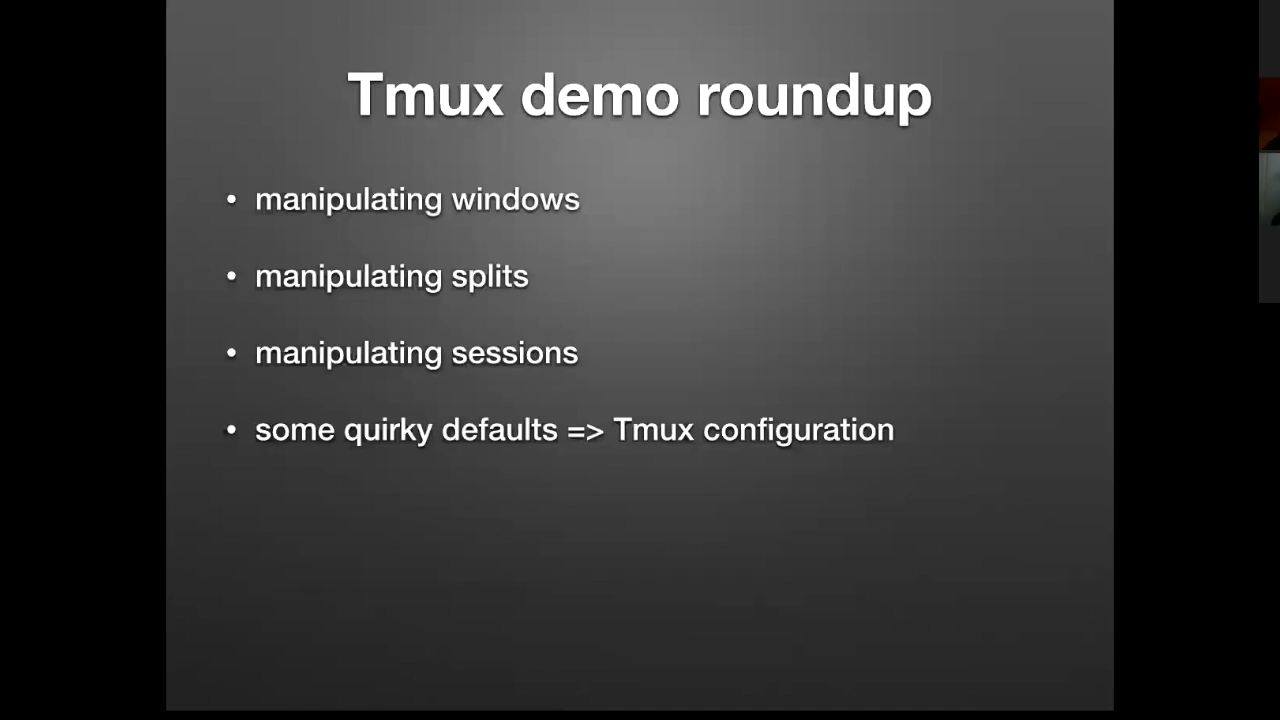 Tmux demo roundup
• manipulating windows
• manipulating splits
• manipulating sessions
• some quirky defaults => Tmux configuration